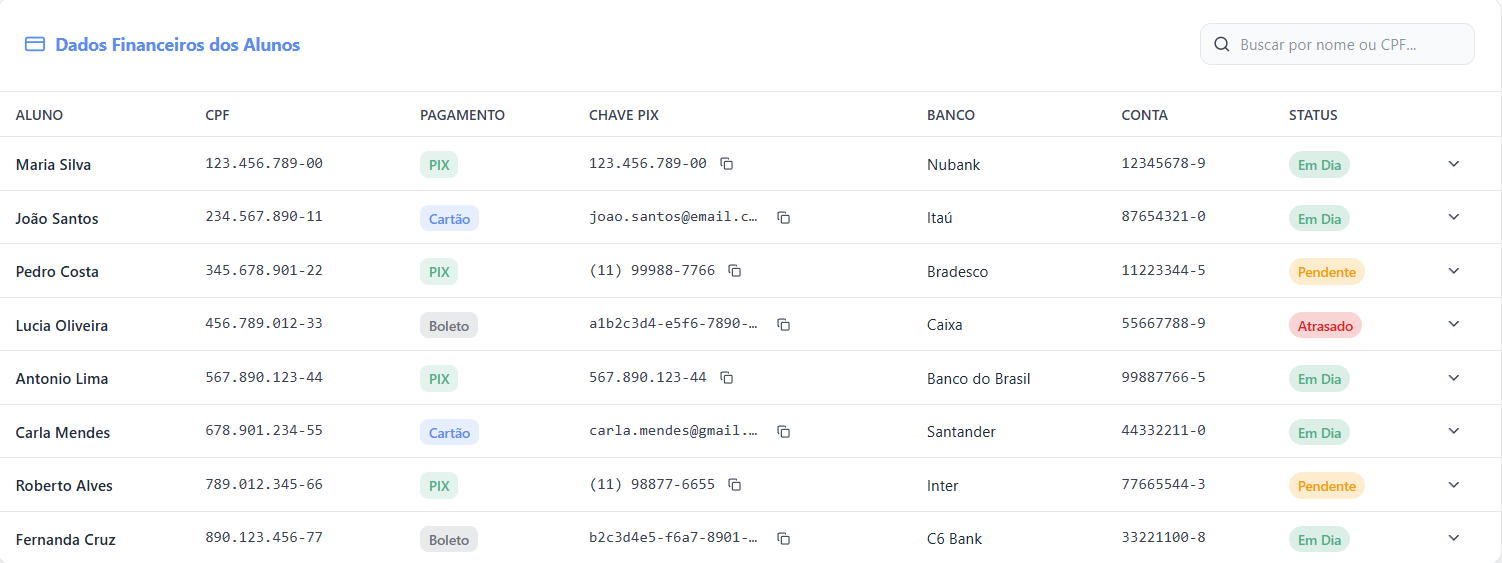 Dados Financeiros dos Alunos Buscar por nome ou CPF...
ALUNO CPF PAGAMENTO CHAVE PIX BANCO CONTA STATUS
Maria Silva 123.456.789-00 PIX 123.456.789-00 Nubank 12345678-9 Em Dia
João Santos 234.567.890-11 Cartão joao.santos@email.c… Itaú 87654321-0 Em Dia
Pedro Costa 345.678.901-22 PIX (11) 99988-7766 Bradesco 11223344-5 Pendente
Lucia Oliveira 456.789.012-33 Boleto a1b2c3d4-e5f6-7890-… Caixa 55667788-9 Atrasado
Antonio Lima 567.890.123-44 PIX 567.890.123-44 Banco do Brasil 99887766-5 Em Dia
Carla Mendes 678.901.234-55 Cartão carla.mendes@gmail.… Santander 44332211-0 Em Dia
Roberto Alves 789.012.345-66 PIX (11) 98877-6655 Inter 77665544-3 Pendente
Fernanda Cruz 890.123.456-77 Boleto b2c3d4e5-f6a7-8901-… C6 Bank 33221100-8 Em Dia